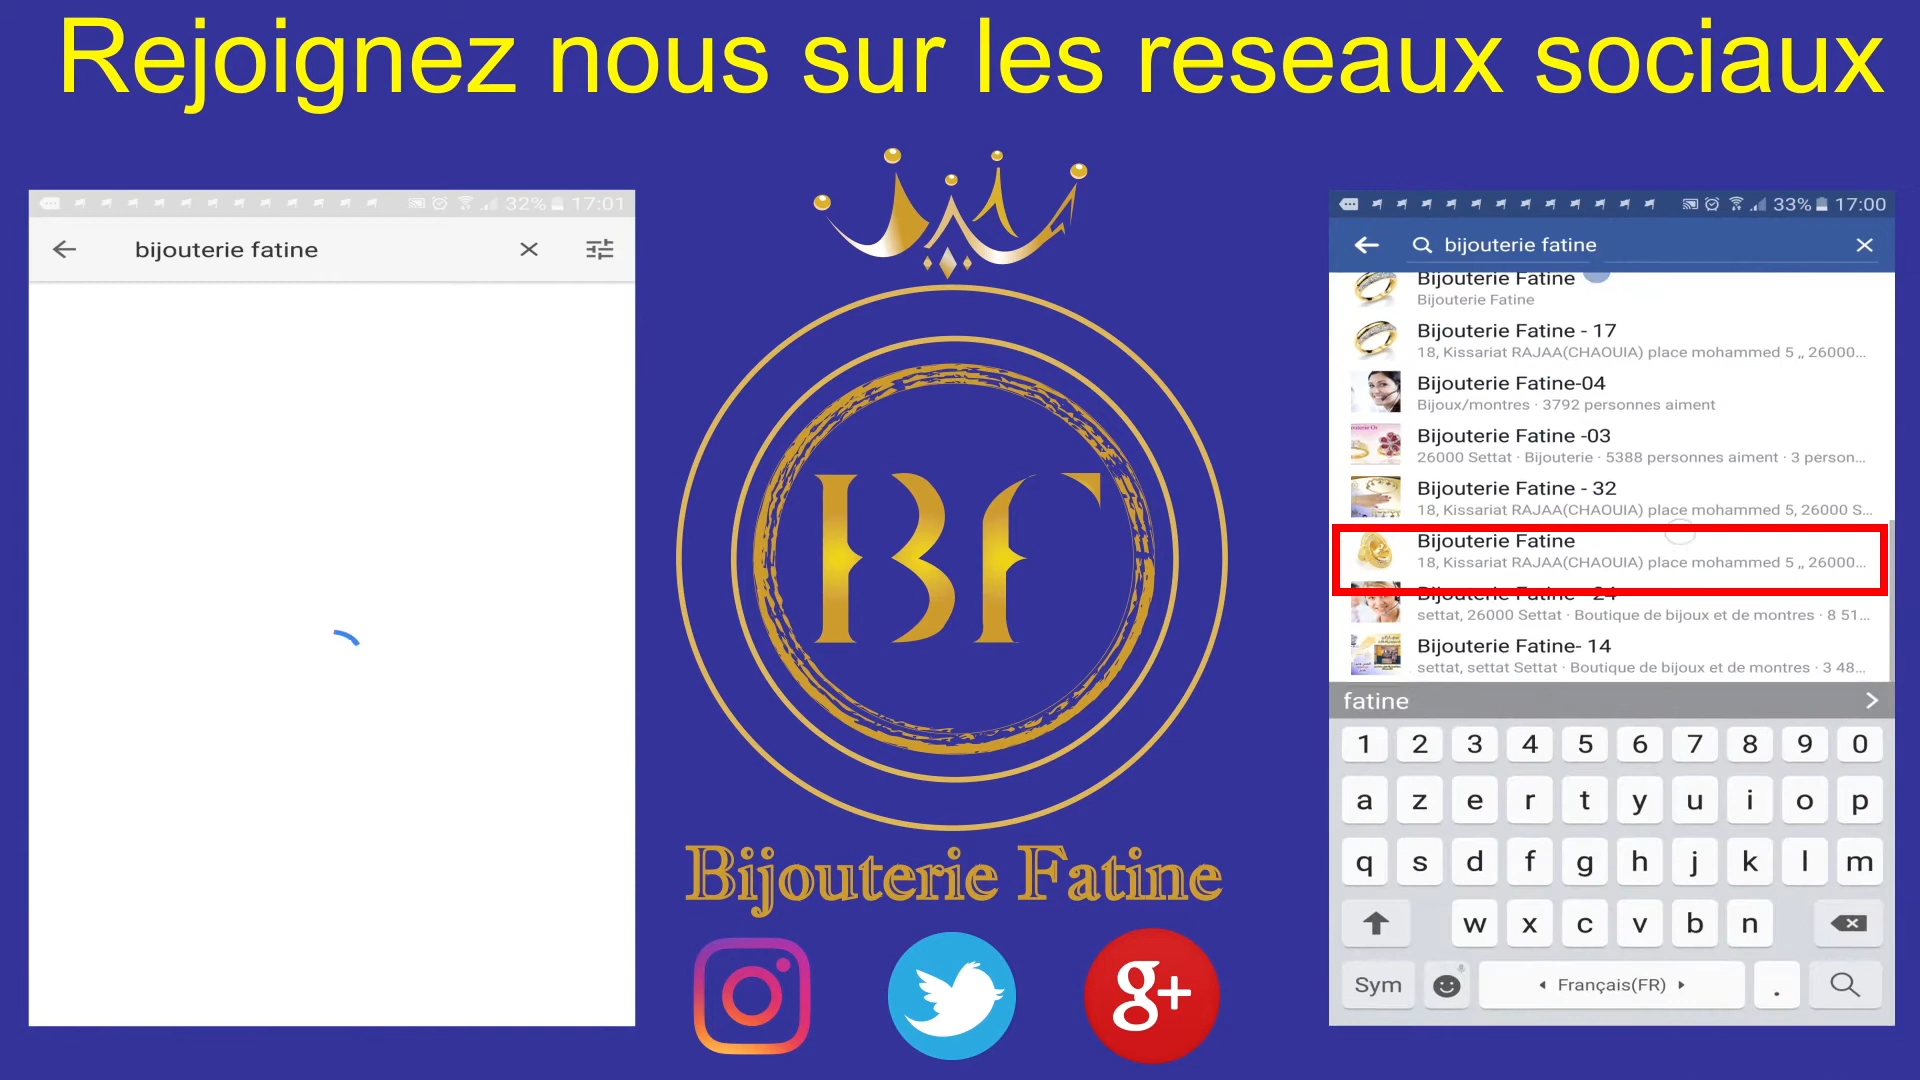 Rejoignez nous sur les reseaux sociaux
32% 17:01
bijouterie fatine
BF
Bijouterie Fatine
g+
33% 17:00
bijouterie fatine
Bijouterie Fatine
Bijouterie Fatine
Bijouterie Fatine - 17
18, Kissariat RAJAA(CHAOUIA) place mohammed 5 ,, 26000...
Bijouterie Fatine-04
Bijoux/montres · 3792 personnes aiment
Bijouterie Fatine -03
26000 Settat · Bijouterie · 5388 personnes aiment · 3 person...
Bijouterie Fatine - 32
18, Kissariat RAJAA(CHAOUIA) place mohammed 5, 26000 S...
Bijouterie Fatine
18, Kissariat RAJAA(CHAOUIA) place mohammed 5 ,, 26000...
Bijouterie Fatine - 24
settat, 26000 Settat · Boutique de bijoux et de montres · 8 51...
Bijouterie Fatine- 14
settat, settat Settat · Boutique de bijoux et de montres · 3 48...
fatine
1 2 3 4 5 6 7 8 9 0
a z e r t y u i o p
q s d f g h j k l m
w x c v b n
Sym Français(FR) .